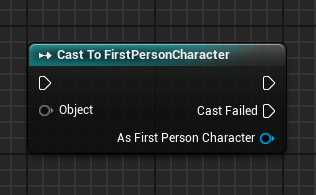 Cast To FirstPersonCharacter
Object
Cast Failed
As First Person Character